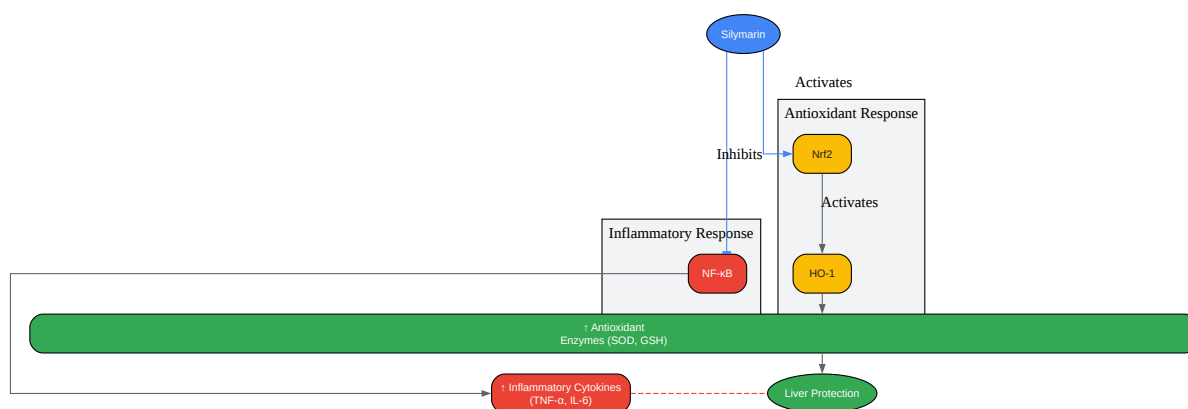 Silymarin
Activates
Antioxidant Response
Nrf2
Inhibits
Activates
Inflammatory Response
NF-κB
HO-1
↑ Antioxidant
Enzymes (SOD, GSH)
↑ Inflammatory Cytokines
(TNF-α, IL-6)
Liver Protection